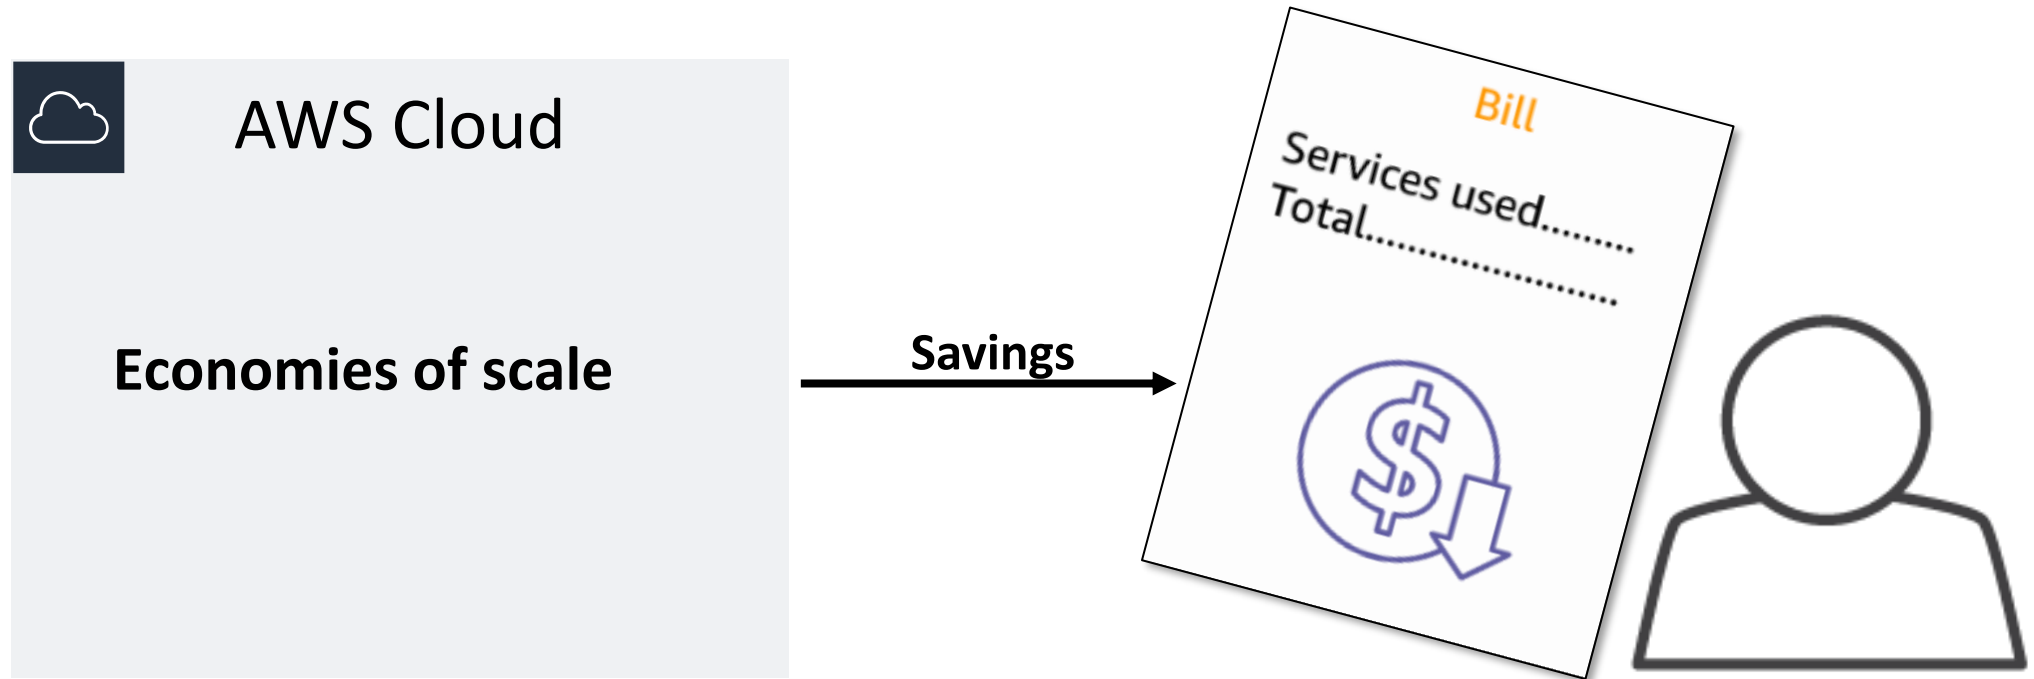 AWS Cloud
Economies of scale
Savings
Bill
Services used.........
Total........................
$